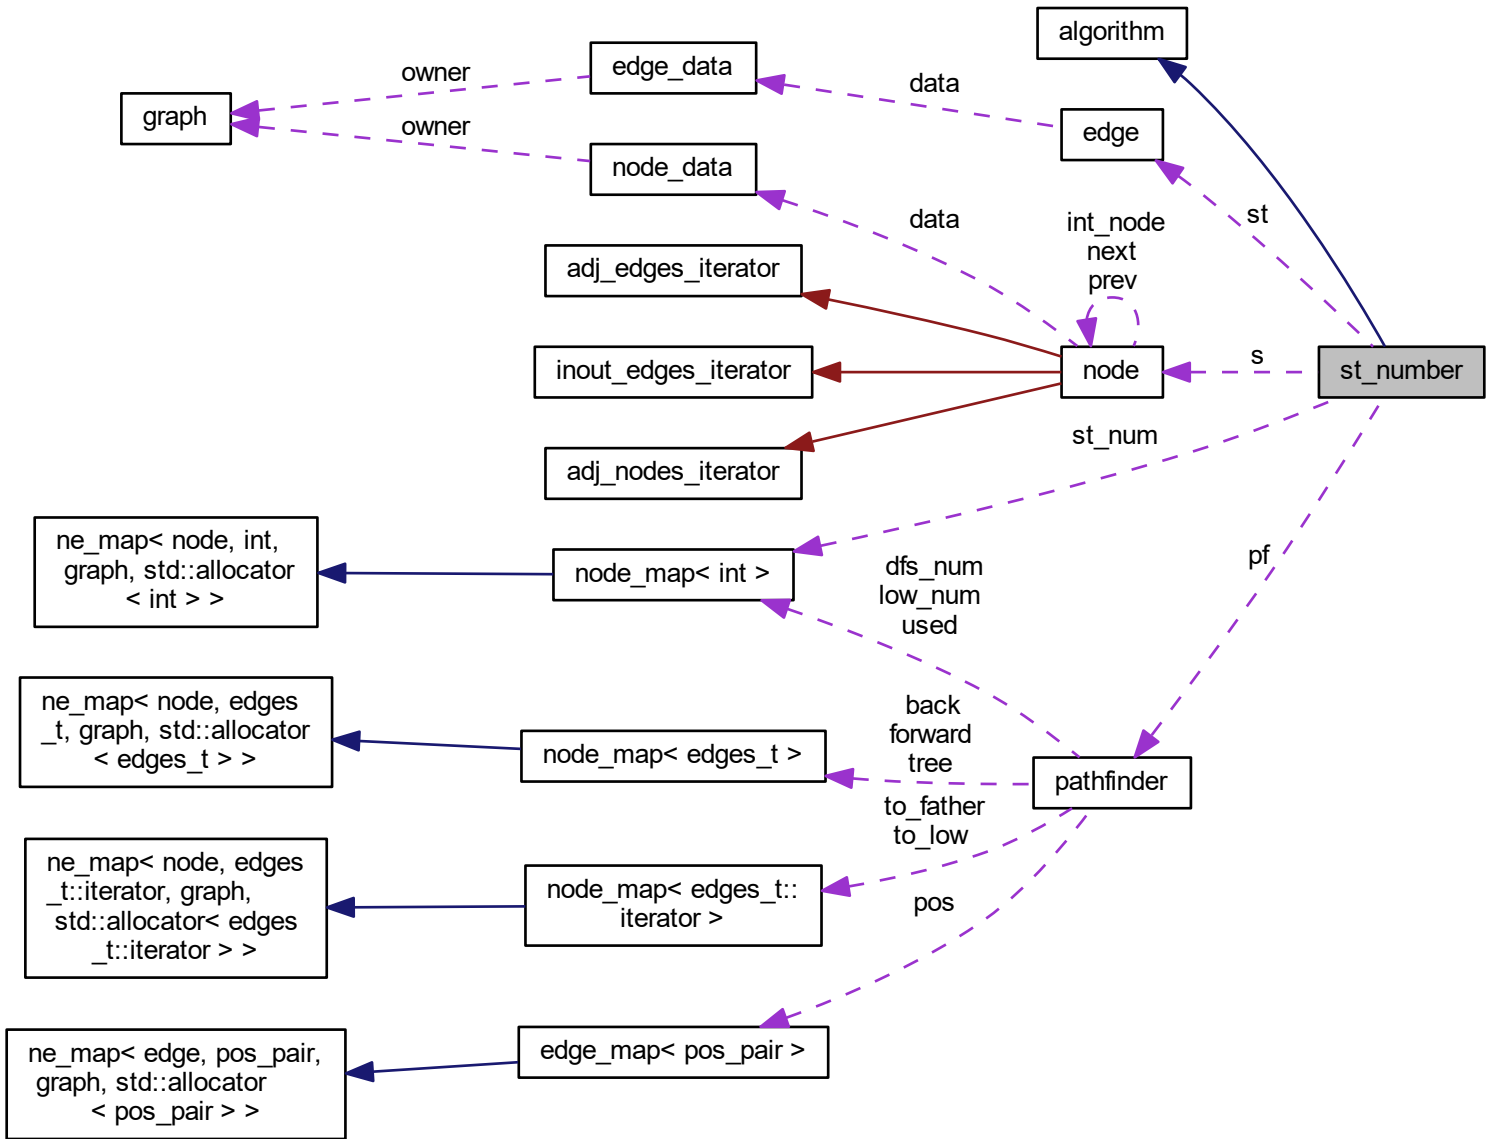 algorithm
edge_data
owner
data
graph
edge
owner
node_data
st
data
int_node
next
prev
adj_edges_iterator
s
inout_edges_iterator
node
st_number
st_num
adj_nodes_iterator
ne_map< node, int,
graph, std::allocator
< int > >
node_map< int >
pf
dfs_num
low_num
used
ne_map< node, edges
_t, graph, std::allocator
< edges_t > >
node_map< edges_t >
back
forward
tree
pathfinder
to_father
to_low
ne_map< node, edges
_t::iterator, graph,
std::allocator< edges
_t::iterator > >
node_map< edges_t::
iterator >
pos
ne_map< edge, pos_pair,
graph, std::allocator
< pos_pair > >
edge_map< pos_pair >